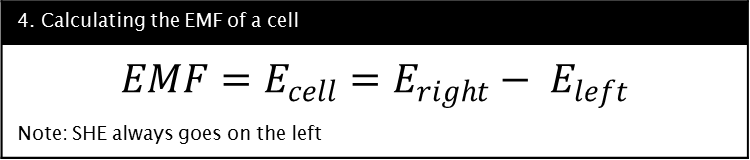 4. Calculating the EMF of a cell
EMF = E_cell = E_right − E_left
Note: SHE always goes on the left